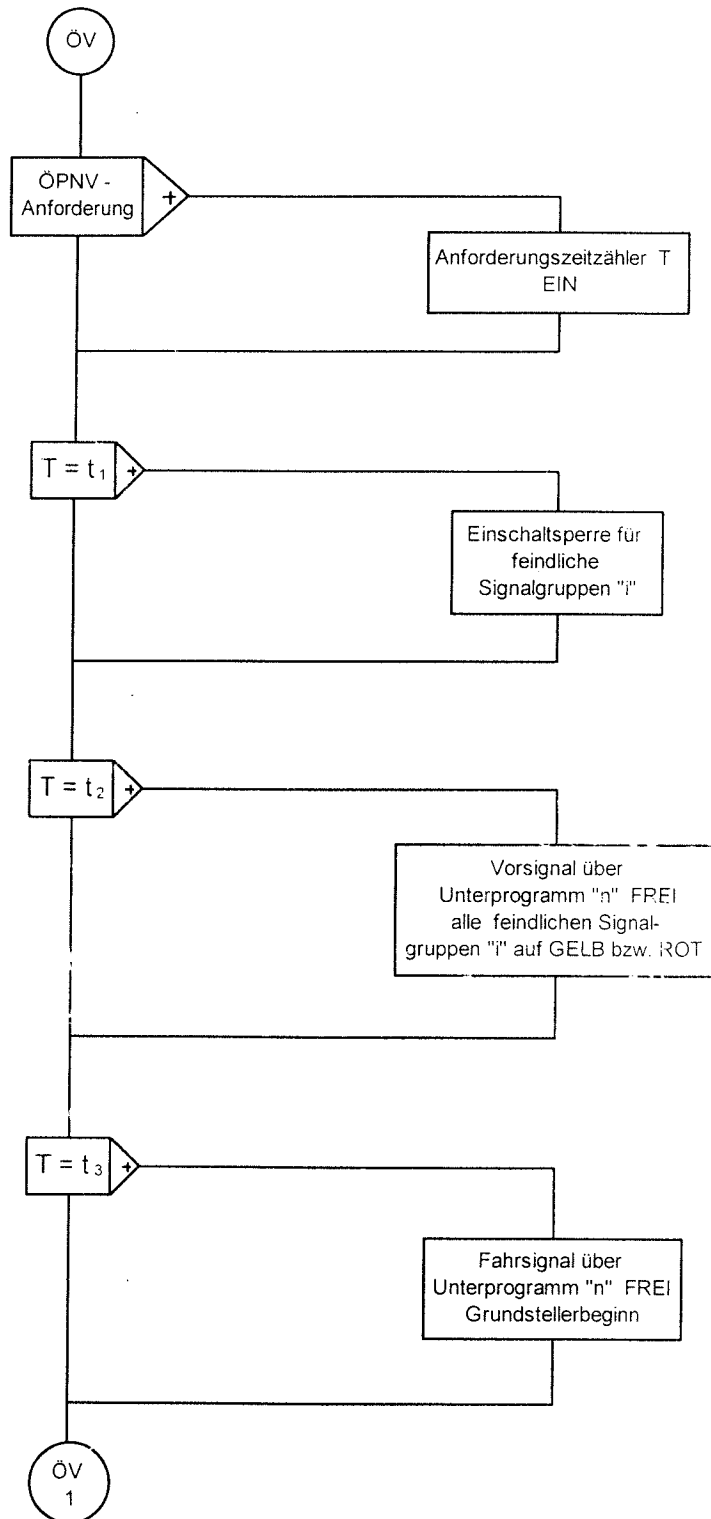 ÖV
ÖPNV -
Anforderung
+
Anforderungszeitzähler T
EIN
T = t₁
+
Einschaltsperre für
feindliche
Signalgruppen "i"
T = t₂
+
Vorsignal über
Unterprogramm "n" FREI
alle feindlichen Signal-
gruppen "i" auf GELB bzw. ROT
T = t₃
+
Fahrsignal über
Unterprogramm "n" FREI
Grundstellerbeginn
ÖV
1